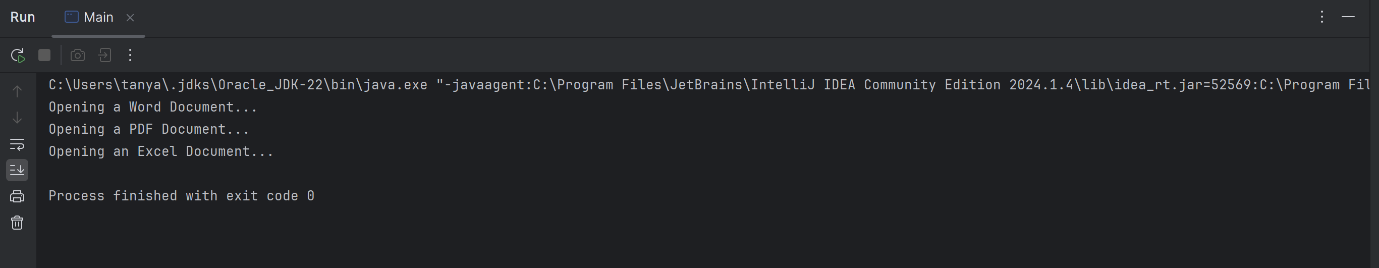 Run Main
C:\Users\tanya\.jdks\Oracle_JDK-22\bin\java.exe "-javaagent:C:\Program Files\JetBrains\IntelliJ IDEA Community Edition 2024.1.4\lib\idea_rt.jar=52569:C:\Program Fil
Opening a Word Document...
Opening a PDF Document...
Opening an Excel Document...
Process finished with exit code 0